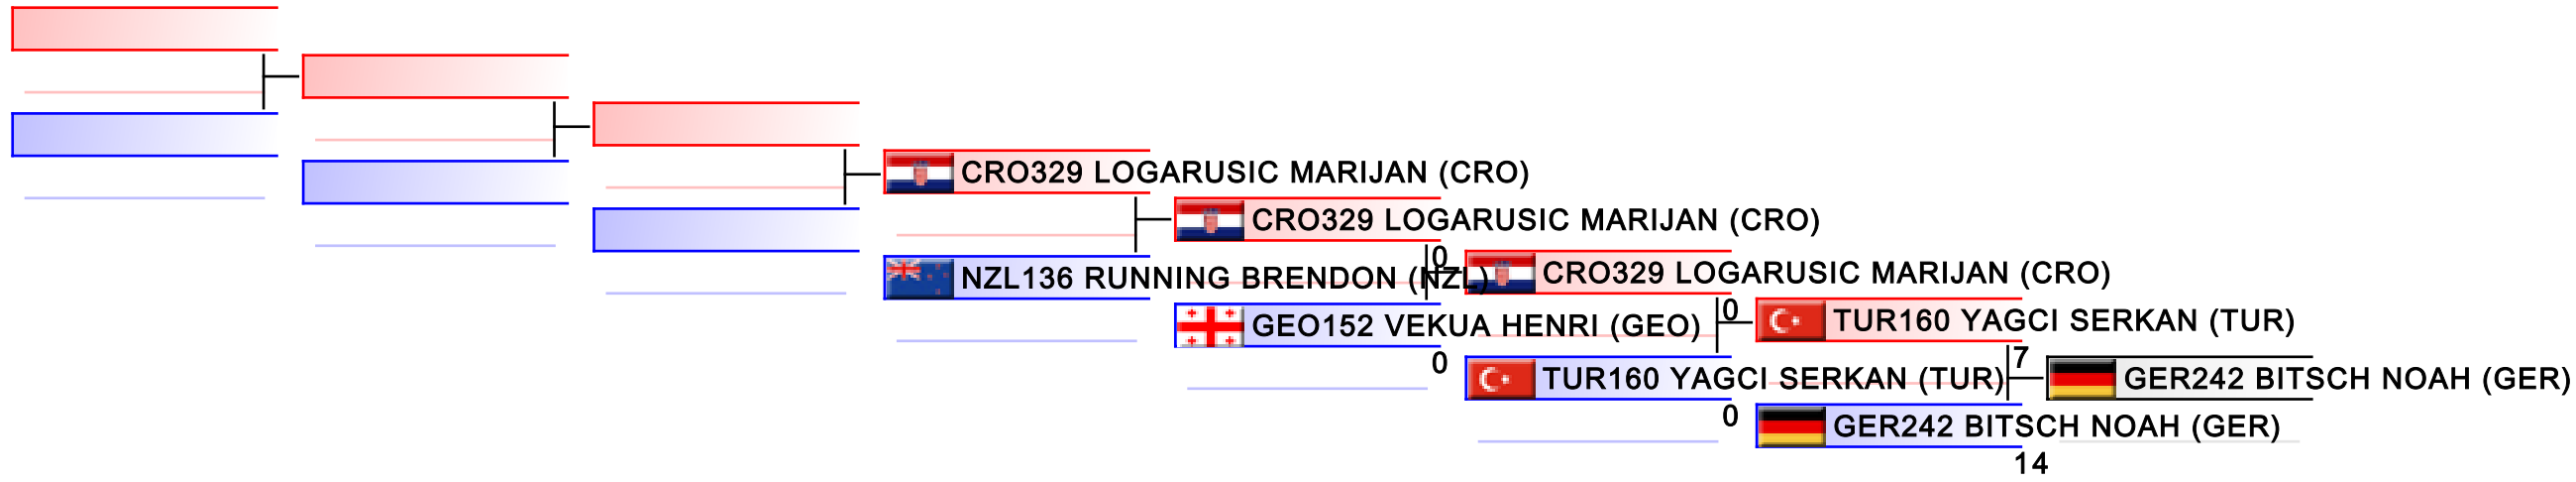 CRO329 LOGARUSIC MARIJAN (CRO)
CRO329 LOGARUSIC MARIJAN (CRO)
0
NZL136 RUNNING BRENDON (NZL)
CRO329 LOGARUSIC MARIJAN (CRO)
0
GEO152 VEKUA HENRI (GEO)
TUR160 YAGCI SERKAN (TUR)
0
7
TUR160 YAGCI SERKAN (TUR)
GER242 BITSCH NOAH (GER)
0
GER242 BITSCH NOAH (GER)
14